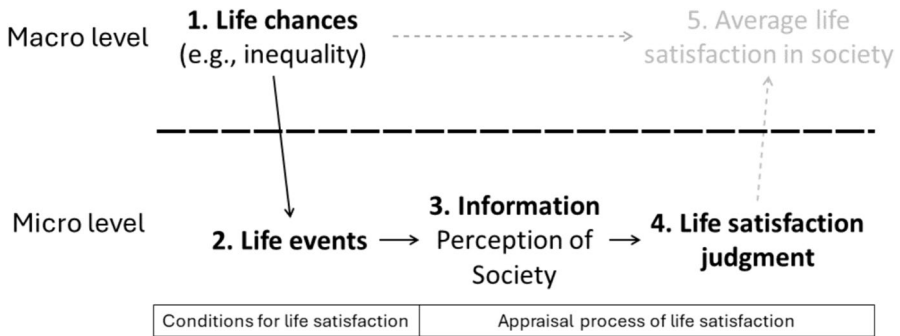 Macro level
1. Life chances
(e.g., inequality)
5. Average life
satisfaction in society
Micro level
2. Life events
3. Information
Perception of
Society
4. Life satisfaction
judgment
Conditions for life satisfaction
Appraisal process of life satisfaction